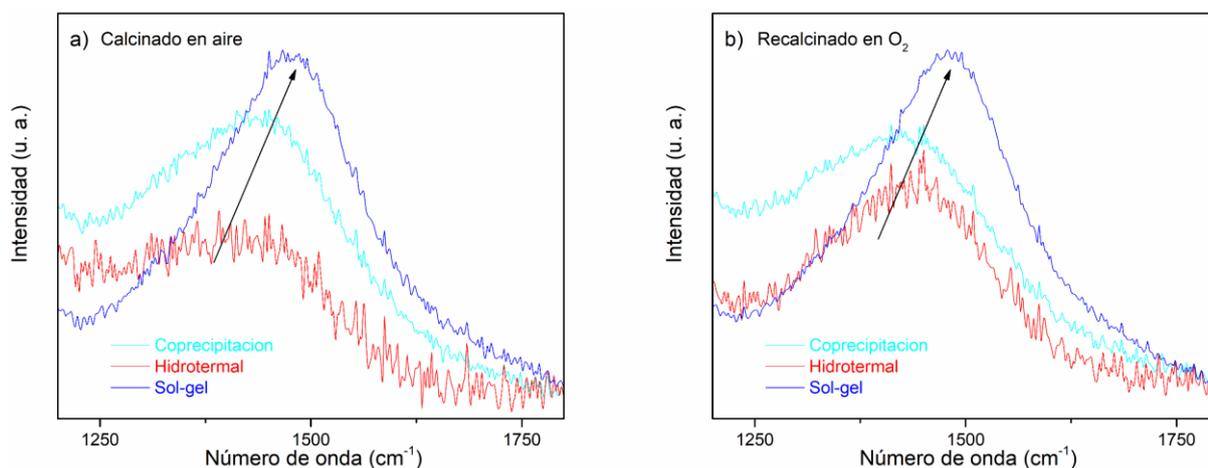 a) Calcinado en aire
Intensidad (u. a.)
Coprecipitacion
Hidrotermal
Sol-gel
1250 1500 1750
Número de onda (cm⁻¹)
b) Recalcinado en O₂
Intensidad (u. a.)
Coprecipitacion
Hidrotermal
Sol-gel
1250 1500 1750
Número de onda (cm⁻¹)